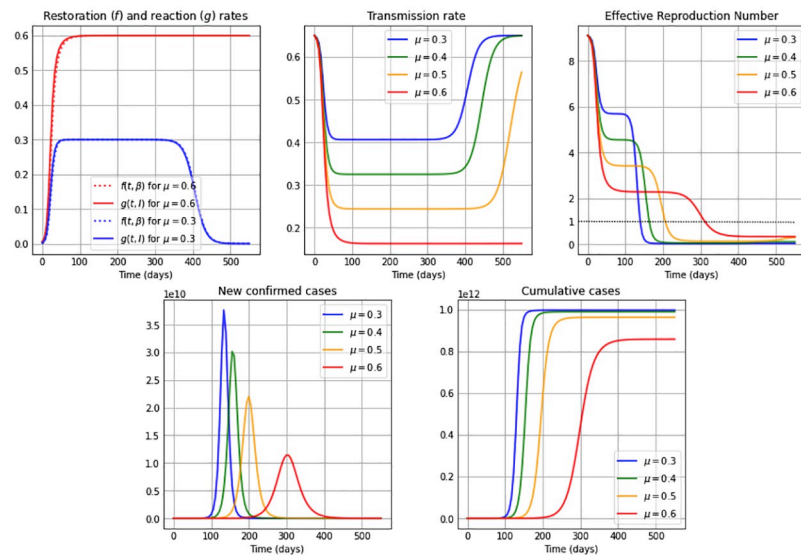 Restoration (f) and reaction (g) rates
0.6
0.5
0.4
0.3
0.2
0.1
0.0
f(t, β) for μ = 0.6
g(t, I) for μ = 0.6
f(t, β) for μ = 0.3
g(t, I) for μ = 0.3
0 100 200 300 400 500
Time (days)
Transmission rate
0.6
0.5
0.4
0.3
0.2
μ = 0.3
μ = 0.4
μ = 0.5
μ = 0.6
0 100 200 300 400 500
Time (days)
Effective Reproduction Number
8
6
4
2
1
0
μ = 0.3
μ = 0.4
μ = 0.5
μ = 0.6
0 100 200 300 400 500
Time (days)
New confirmed cases
1e10
3.5
3.0
2.5
2.0
1.5
1.0
0.5
0.0
μ = 0.3
μ = 0.4
μ = 0.5
μ = 0.6
0 100 200 300 400 500
Time (days)
Cumulative cases
1e12
1.0
0.8
0.6
0.4
0.2
0.0
μ = 0.3
μ = 0.4
μ = 0.5
μ = 0.6
0 100 200 300 400 500
Time (days)